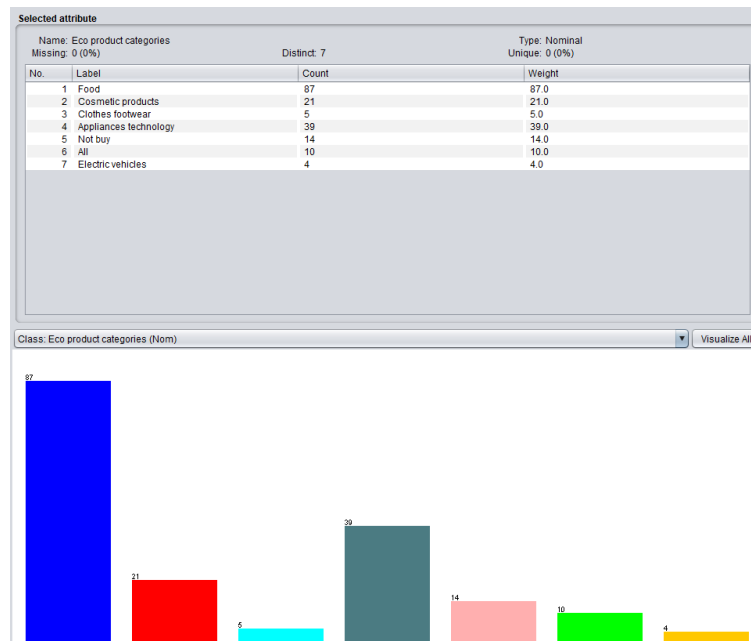 Selected attribute
Name: Eco product categories Type: Nominal
Missing: 0 (0%) Distinct: 7 Unique: 0 (0%)
No. Label Count Weight
1 Food 87 87.0
2 Cosmetic products 21 21.0
3 Clothes footwear 5 5.0
4 Appliances technology 39 39.0
5 Not buy 14 14.0
6 All 10 10.0
7 Electric vehicles 4 4.0
Class: Eco product categories (Nom) Visualize All
87
39
21
14
10
5
4